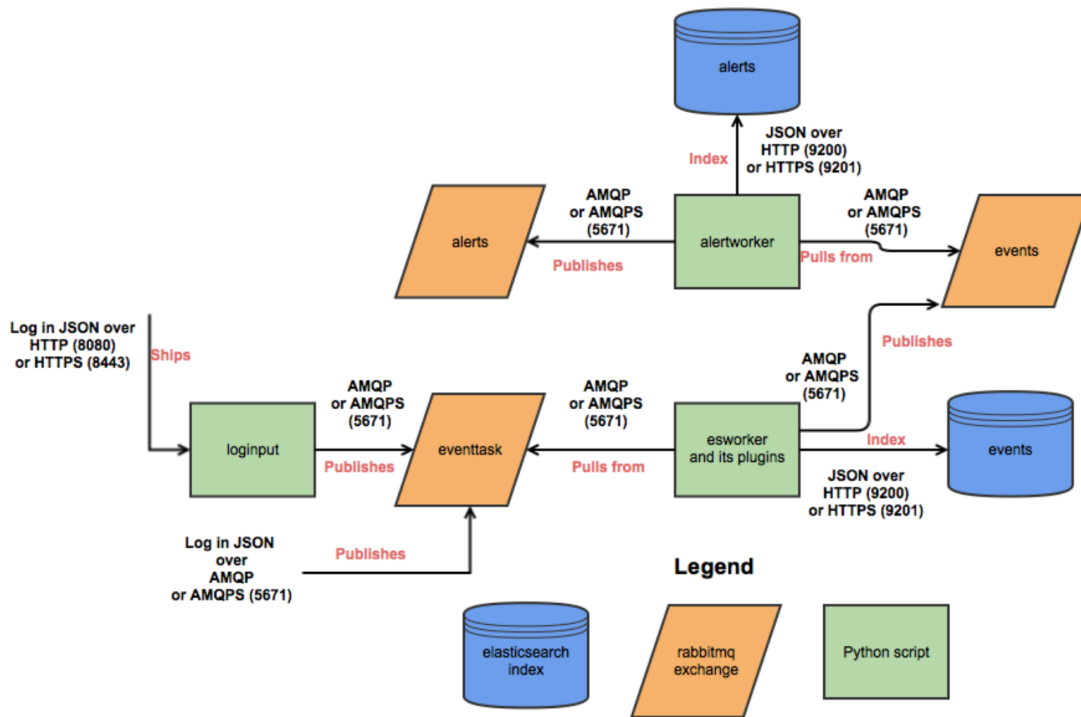 alerts
JSON over
HTTP (9200)
or HTTPS (9201)
Index
AMQP
or AMQPS
(5671)
AMQP
or AMQPS
(5671)
alerts
alertworker
events
Publishes
Pulls from
Log in JSON over
HTTP (8080)
or HTTPS (8443)
Ships
Publishes
AMQP
or AMQPS
(5671)
AMQP
or AMQPS
(5671)
AMQP
or AMQPS
(5671)
loginput
eventtask
esworker
and its plugins
Index
events
Publishes
Pulls from
JSON over
HTTP (9200)
or HTTPS (9201)
Log in JSON
over
AMQP
or AMQPS (5671)
Publishes
Legend
elasticsearch
index
rabbitmq
exchange
Python script